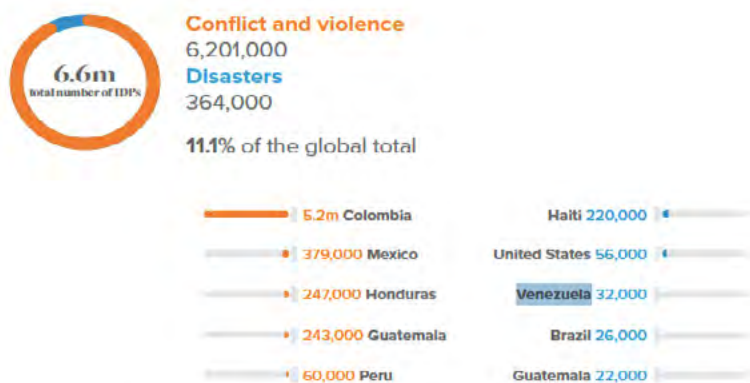 6.6m
total number of IDPs
Conflict and violence
6,201,000
Disasters
364,000
11.1% of the global total
5.2m Colombia
379,000 Mexico
247,000 Honduras
243,000 Guatemala
60,000 Peru
Haiti 220,000
United States 56,000
Venezuela 32,000
Brazil 26,000
Guatemala 22,000